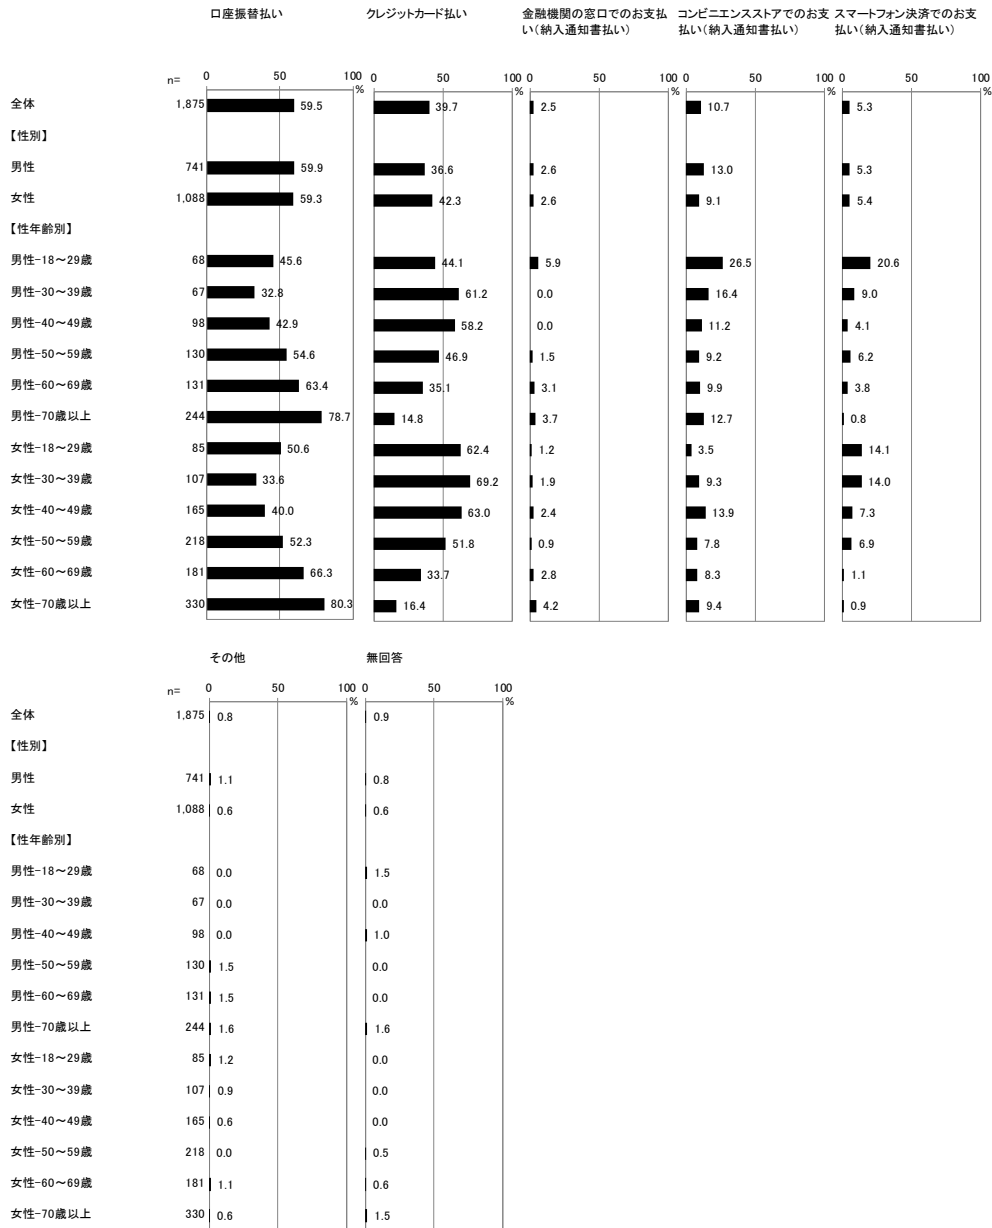 口座振替払い
クレジットカード払い
金融機関の窓口でのお支払
い(納入通知書払い)
コンビニエンスストアでのお支
払い(納入通知書払い)
スマートフォン決済でのお支
払い(納入通知書払い)
n= 0 50 100 % 0 50 100 % 0 50 100 % 0 50 100 % 0 50 100 %
全体 1,875 59.5 39.7 2.5 10.7 5.3
【性別】
男性 741 59.9 36.6 2.6 13.0 5.3
女性 1,088 59.3 42.3 2.6 9.1 5.4
【性年齢別】
男性-18～29歳 68 45.6 44.1 5.9 26.5 20.6
男性-30～39歳 67 32.8 61.2 0.0 16.4 9.0
男性-40～49歳 98 42.9 58.2 0.0 11.2 4.1
男性-50～59歳 130 54.6 46.9 1.5 9.2 6.2
男性-60～69歳 131 63.4 35.1 3.1 9.9 3.8
男性-70歳以上 244 78.7 14.8 3.7 12.7 0.8
女性-18～29歳 85 50.6 62.4 1.2 3.5 14.1
女性-30～39歳 107 33.6 69.2 1.9 9.3 14.0
女性-40～49歳 165 40.0 63.0 2.4 13.9 7.3
女性-50～59歳 218 52.3 51.8 0.9 7.8 6.9
女性-60～69歳 181 66.3 33.7 2.8 8.3 1.1
女性-70歳以上 330 80.3 16.4 4.2 9.4 0.9
その他 無回答
n= 0 50 100 % 0 50 100 %
全体 1,875 0.8 0.9
【性別】
男性 741 1.1 0.8
女性 1,088 0.6 0.6
【性年齢別】
男性-18～29歳 68 0.0 1.5
男性-30～39歳 67 0.0 0.0
男性-40～49歳 98 0.0 1.0
男性-50～59歳 130 1.5 0.0
男性-60～69歳 131 1.5 0.0
男性-70歳以上 244 1.6 1.6
女性-18～29歳 85 1.2 0.0
女性-30～39歳 107 0.9 0.0
女性-40～49歳 165 0.6 0.0
女性-50～59歳 218 0.0 0.5
女性-60～69歳 181 1.1 0.6
女性-70歳以上 330 0.6 1.5